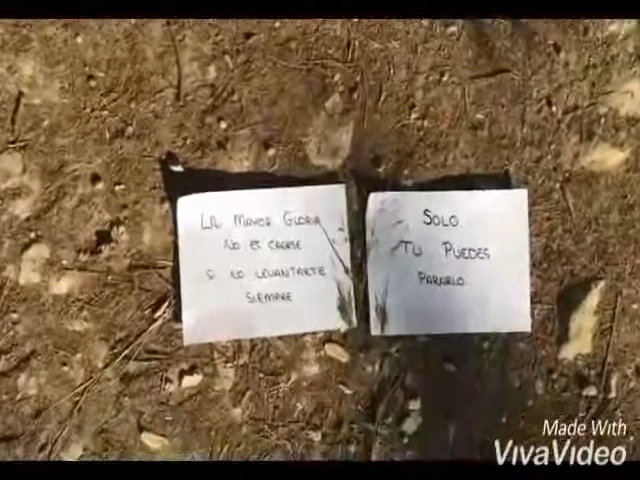 LA MAYOR GLORIA
NO ES CAERSE
SI NO LEVANTARTE
SIEMPRE
SOLO
TU PUEDES
PARARLO.
Made With
VivaVideo